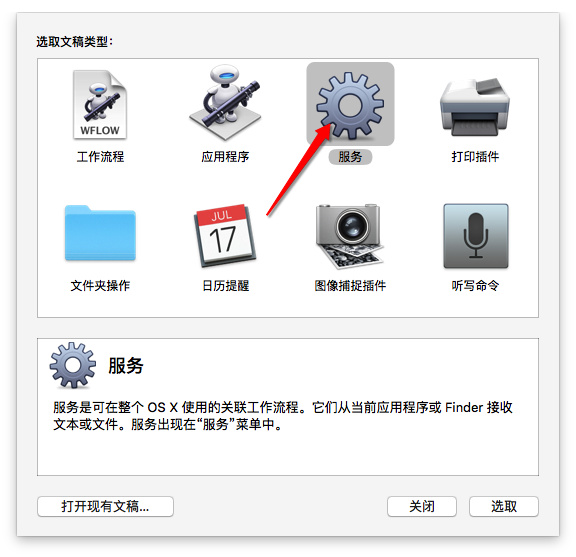 选取文稿类型：
WFLOW
工作流程
应用程序
服务
打印插件
JUL
17
文件夹操作
日历提醒
图像捕捉插件
听写命令
服务
服务是可在整个 OS X 使用的关联工作流程。它们从当前应用程序或 Finder 接收
文本或文件。服务出现在“服务”菜单中。
打开现有文稿...
关闭
选取